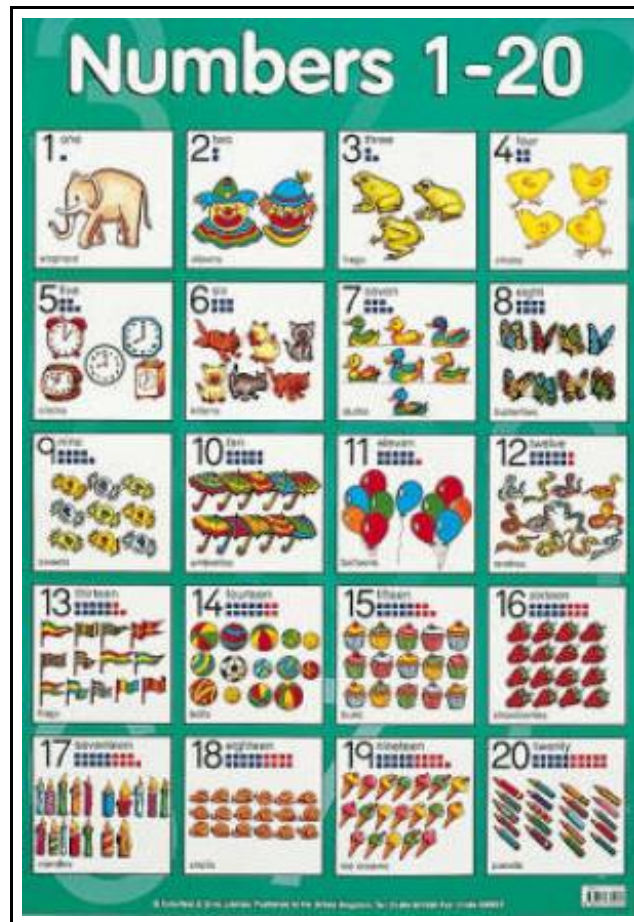 Numbers 1-20
1 one
elephant
2 two
clowns
3 three
frogs
4 four
chicks
5 five
clocks
6 six
kittens
7 seven
ducks
8 eight
butterflies
9 nine
sweets
10 ten
umbrellas
11 eleven
balloons
12 twelve
snakes
13 thirteen
flags
14 fourteen
balls
15 fifteen
buns
16 sixteen
strawberries
17 seventeen
candles
18 eighteen
snails
19 nineteen
ice creams
20 twenty
pencils